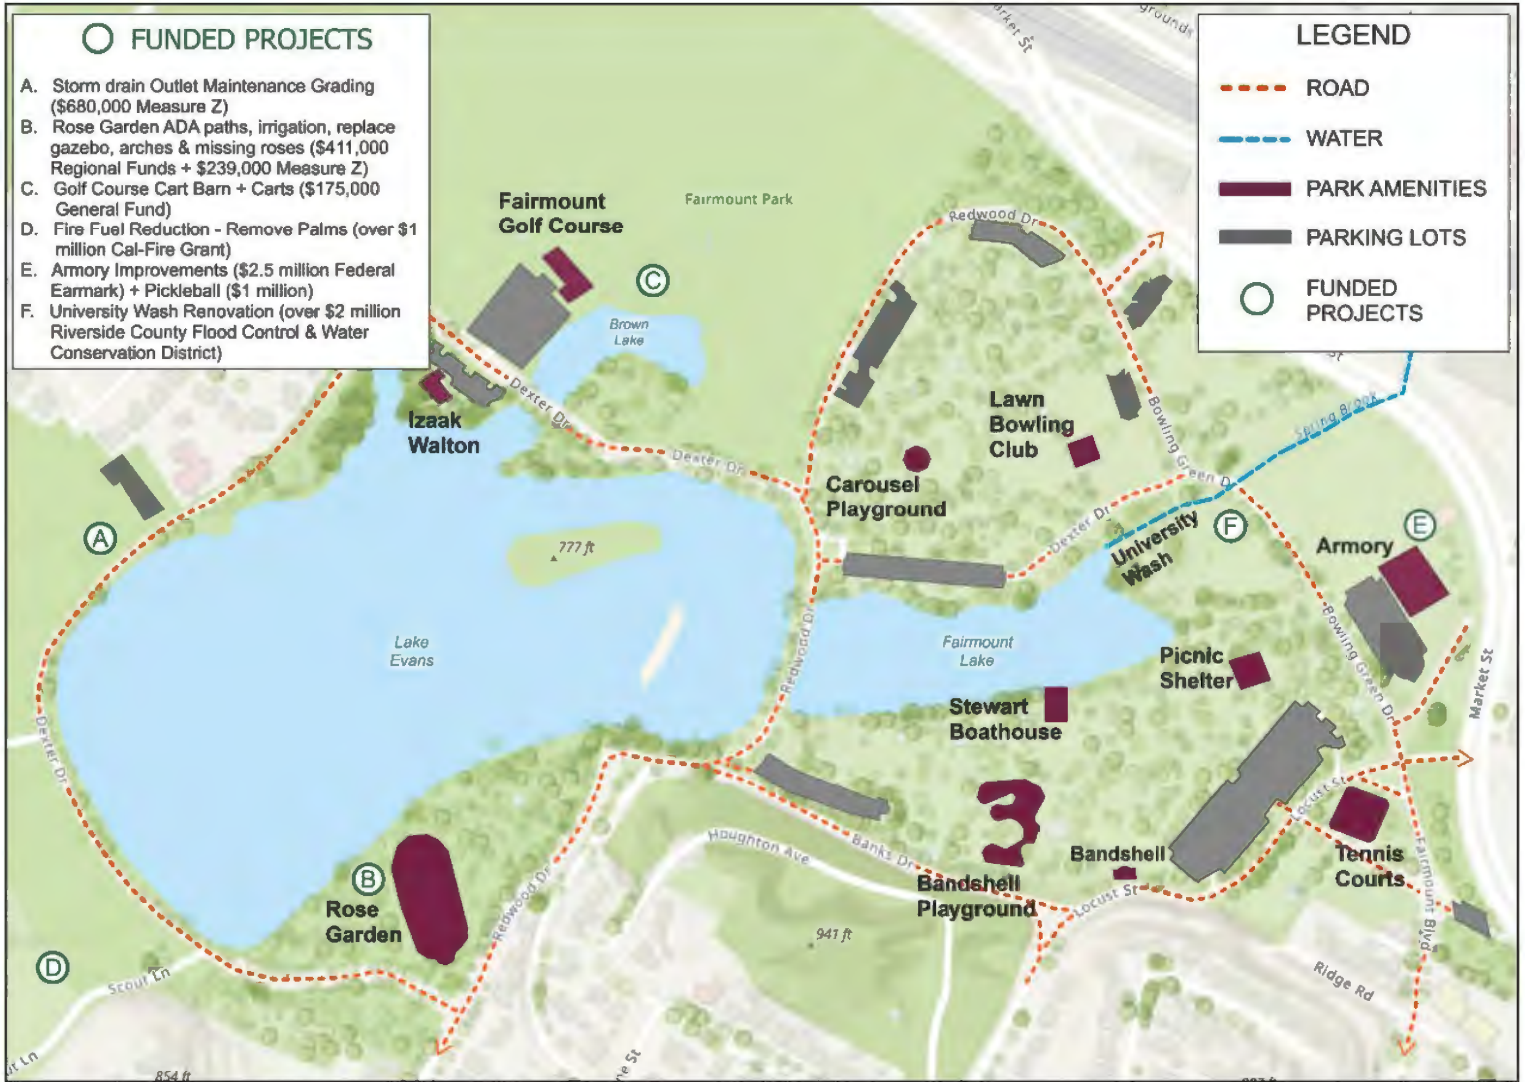 FUNDED PROJECTS
A. Storm drain Outlet Maintenance Grading
($680,000 Measure Z)
B. Rose Garden ADA paths, irrigation, replace
gazebo, arches & missing roses ($411,000
Regional Funds + $239,000 Measure Z)
C. Golf Course Cart Barn + Carts ($175,000
General Fund)
D. Fire Fuel Reduction - Remove Palms (over $1
million Cal-Fire Grant)
E. Armory Improvements ($2.5 million Federal
Earmark) + Pickleball ($1 million)
F. University Wash Renovation (over $2 million
Riverside County Flood Control & Water
Conservation District)
LEGEND
ROAD
WATER
PARK AMENITIES
PARKING LOTS
FUNDED
PROJECTS
grounds
Fairmount Park
Fairmount
Golf Course
C
Brown
Lake
Redwood Dr
Izaak
Walton
Dexter Dr
Dexter Dr
Lawn
Bowling
Club
Bowling Green D
Spring Brook
St
Carousel
Playground
Dexter Dr
University
Wash
F
E
Armory
A
777 ft
Lake
Evans
Redwood Dr
Fairmount
Lake
Picnic
Shelter
Bowling Green Dr
Market St
Stewart
Boathouse
Dexter Dr
Locust St
Houghton Ave
Banks Dr
Bandshell
Tennis
Courts
Bandshell
Playground
Locust St
Fairmount Blvd
B
Rose
Garden
Redwood Dr
941 ft
D
Scout Ln
Ridge Rd
854 ft